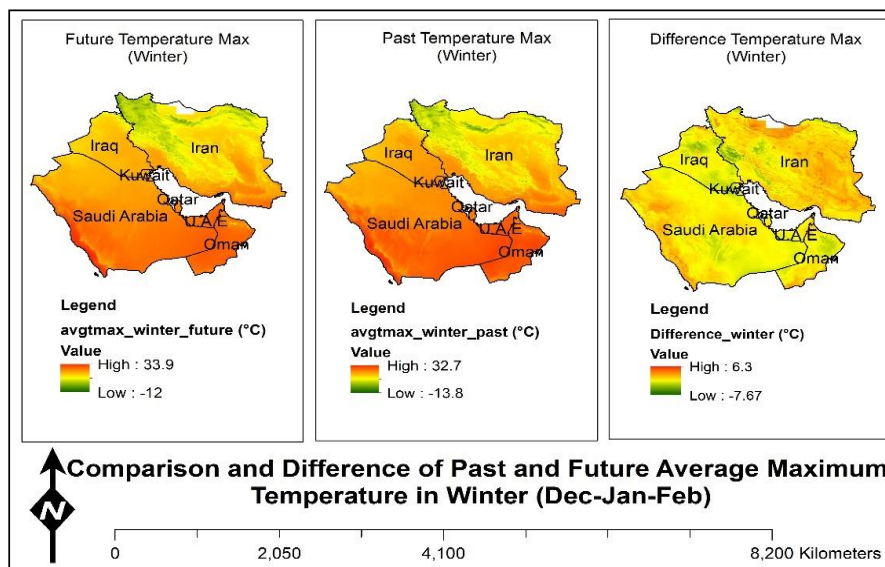 Future Temperature Max
(Winter)
Iraq
Iran
Kuwait
Qatar
Saudi Arabia
U A E
Oman
Legend
avgtmax_winter_future (°C)
Value
High : 33.9
Low : -12
Past Temperature Max
(Winter)
Iraq
Iran
Kuwait
Qatar
Saudi Arabia
U A E
Oman
Legend
avgtmax_winter_past (°C)
Value
High : 32.7
Low : -13.8
Difference Temperature Max
(Winter)
Iraq
Iran
Kuwait
Qatar
Saudi Arabia
U A E
Oman
Legend
Difference_winter (°C)
Value
High : 6.3
Low : -7.67
N
Comparison and Difference of Past and Future Average Maximum
Temperature in Winter (Dec-Jan-Feb)
0 2,050 4,100 8,200 Kilometers